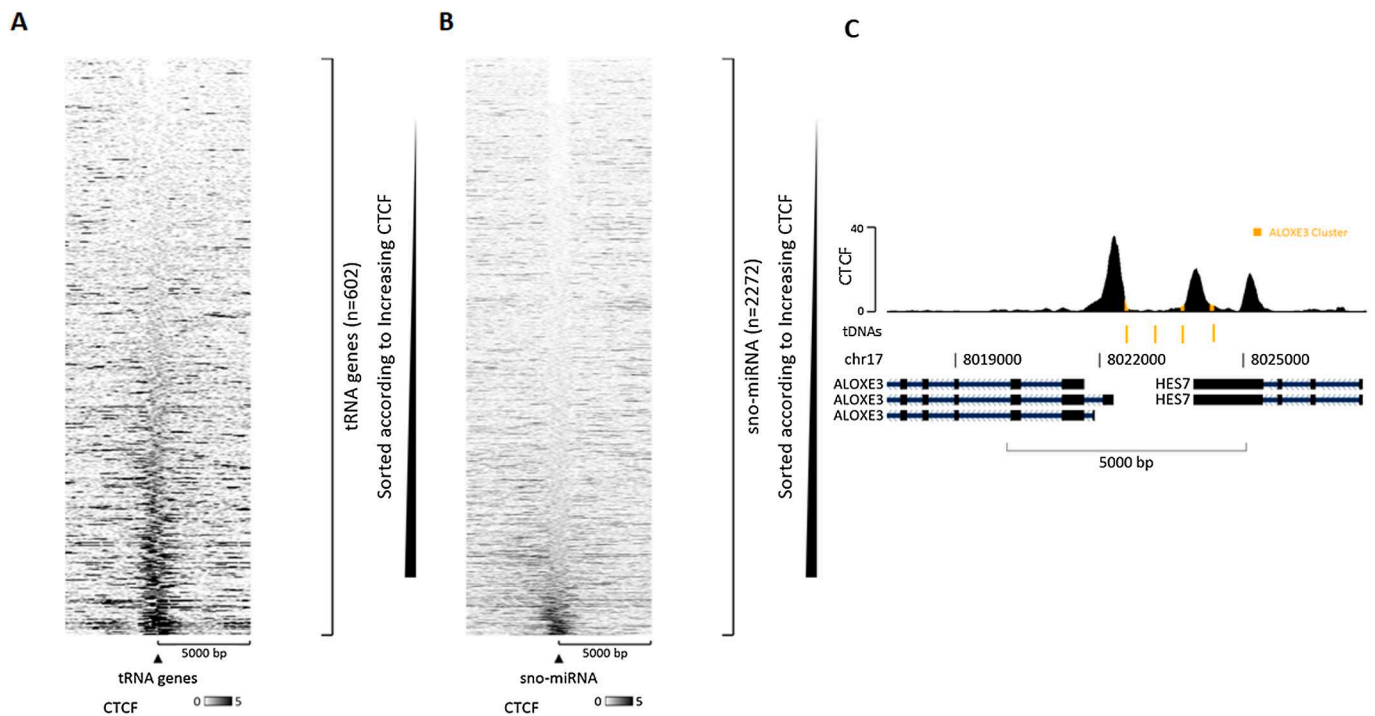 A
tRNA genes (n=602)
Sorted according to Increasing CTCF
5000 bp
tRNA genes
CTCF
0 5
B
sno-miRNA (n=2272)
Sorted according to Increasing CTCF
5000 bp
sno-miRNA
CTCF
0 5
C
40
CTCF
0
ALOXE3 Cluster
tDNAs
chr17 8019000 8022000 8025000
ALOXE3 HES7
ALOXE3 HES7
ALOXE3
5000 bp